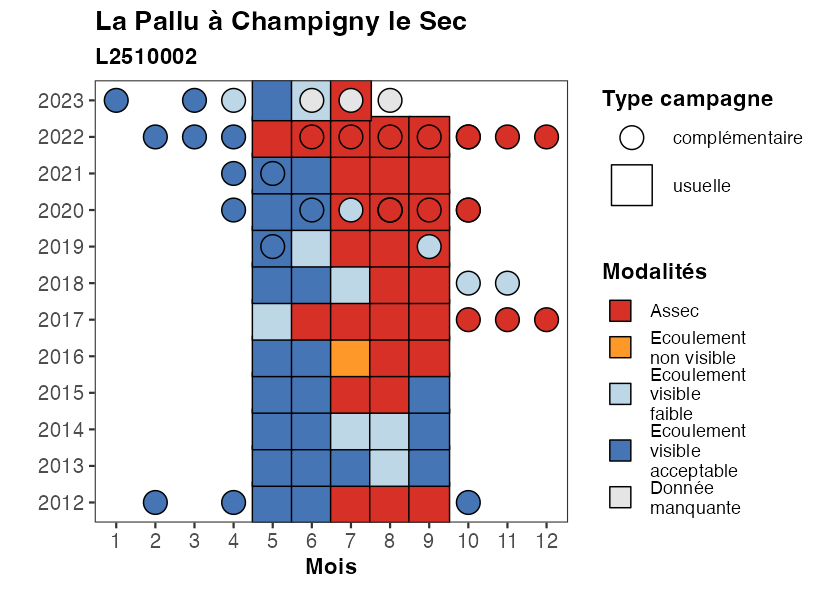 La Pallu à Champigny le Sec
L2510002
2023
2022
2021
2020
2019
2018
2017
2016
2015
2014
2013
2012
1 2 3 4 5 6 7 8 9 10 11 12
Mois
Type campagne
complémentaire
usuelle
Modalités
Assec
Ecoulement
non visible
Ecoulement
visible
faible
Ecoulement
visible
acceptable
Donnée
manquante